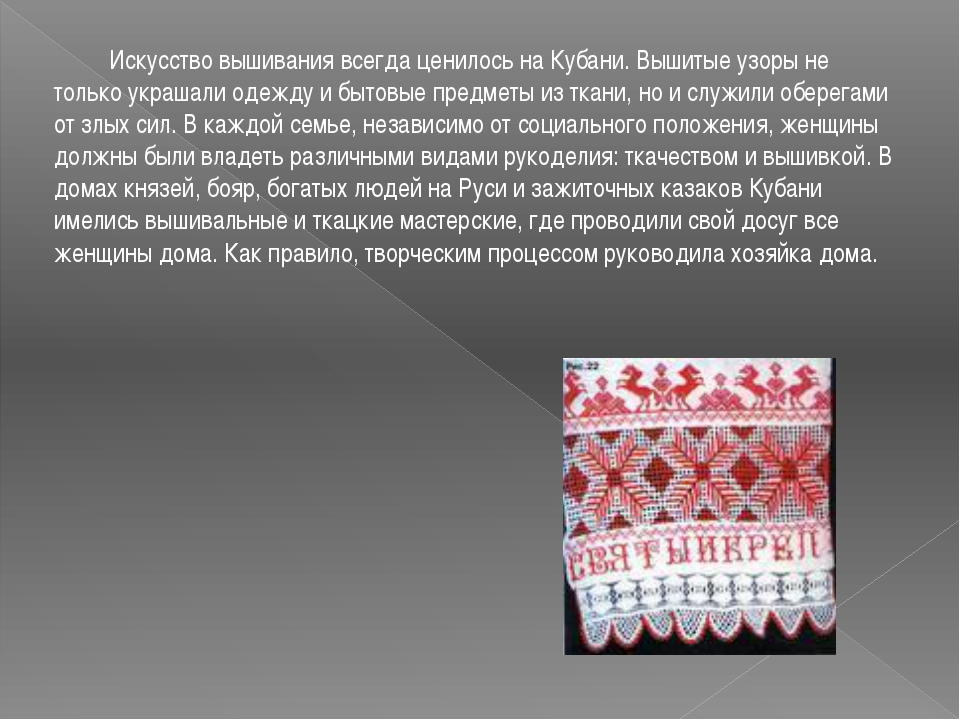 Искусство вышивания всегда ценилось на Кубани. Вышитые узоры не
только украшали одежду и бытовые предметы из ткани, но и служили оберегами
от злых сил. В каждой семье, независимо от социального положения, женщины
должны были владеть различными видами рукоделия: ткачеством и вышивкой. В
домах князей, бояр, богатых людей на Руси и зажиточных казаков Кубани
имелись вышивальные и ткацкие мастерские, где проводили свой досуг все
женщины дома. Как правило, творческим процессом руководила хозяйка дома.
Рис.22
СВЯТЫИКРЕП